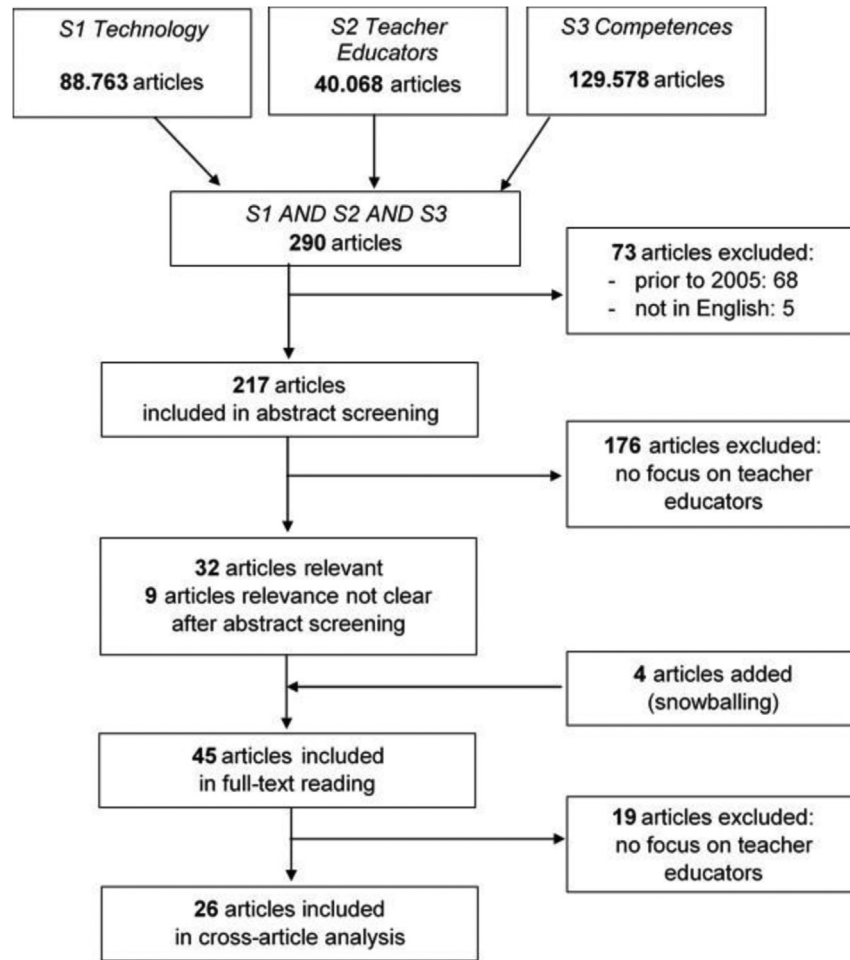 S1 Technology
88.763 articles
S2 Teacher
Educators
40.068 articles
S3 Competences
129.578 articles
S1 AND S2 AND S3
290 articles
73 articles excluded:
- prior to 2005: 68
- not in English: 5
217 articles
included in abstract screening
176 articles excluded:
no focus on teacher
educators
32 articles relevant
9 articles relevance not clear
after abstract screening
4 articles added
(snowballing)
45 articles included
in full-text reading
19 articles excluded:
no focus on teacher
educators
26 articles included
in cross-article analysis